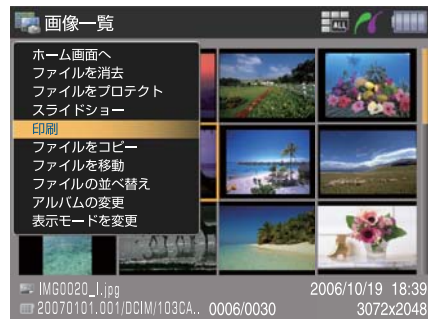 画像一覧
ALL
ホーム画面へ
ファイルを消去
ファイルをプロテクト
スライドショー
印刷
ファイルをコピー
ファイルを移動
ファイルの並べ替え
アルバムの変更
表示モードを変更
IMG0020_I.jpg
2006/10/19 18:39
20070101.001/DCIM/103CA.. 0006/0030
3072x2048